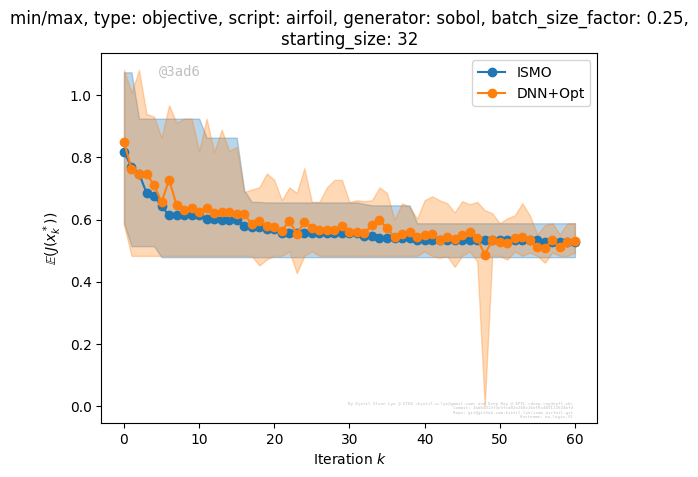 min/max, type: objective, script: airfoil, generator: sobol, batch_size_factor: 0.25,
starting_size: 32
@3ad6
ISMO
DNN+Opt
1.0
0.8
0.6
0.4
0.2
0.0
𝔼(J(x_k^*))
0 10 20 30 40 50 60
Iteration k